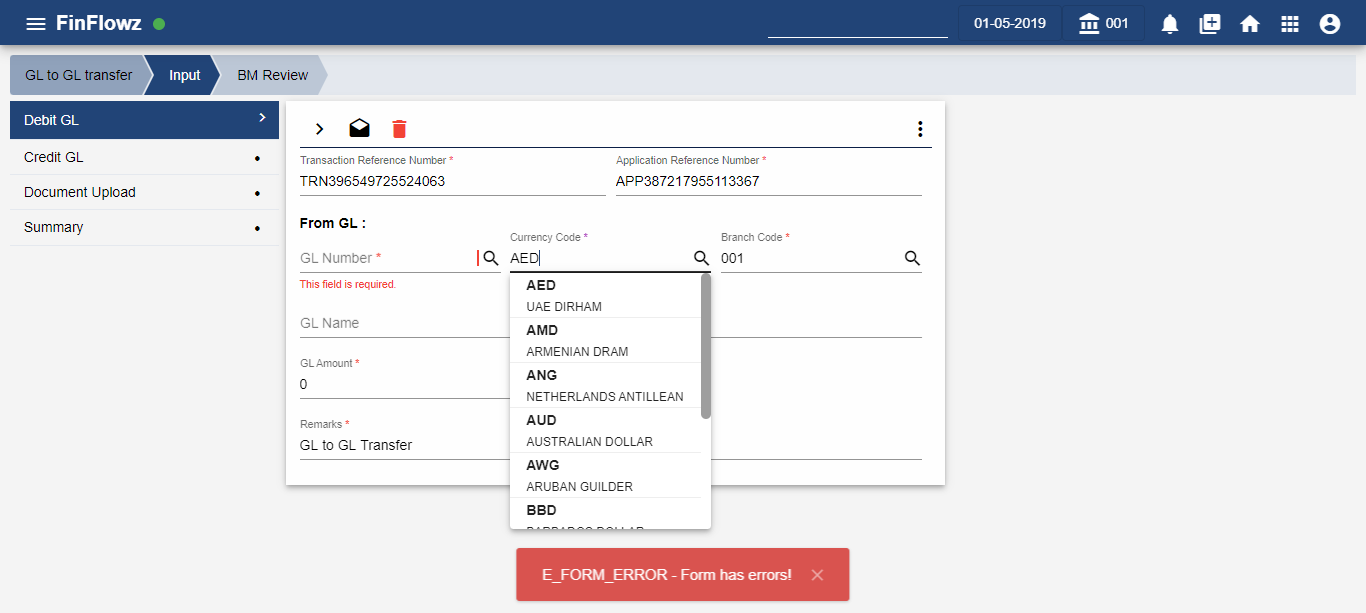 FinFlowz
01-05-2019
001
GL to GL transfer
Input
BM Review
Debit GL
Credit GL
Document Upload
Summary
Transaction Reference Number *
Application Reference Number *
TRN396549725524063
APP387217955113367
From GL :
Currency Code *
Branch Code *
GL Number *
AED
001
This field is required.
AED
UAE DIRHAM
GL Name
AMD
ARMENIAN DRAM
GL Amount *
ANG
0
NETHERLANDS ANTILLEAN
AUD
Remarks *
AUSTRALIAN DOLLAR
GL to GL Transfer
AWG
ARUBAN GUILDER
BBD
BARBADOS DOLLAR
E_FORM_ERROR - Form has errors!